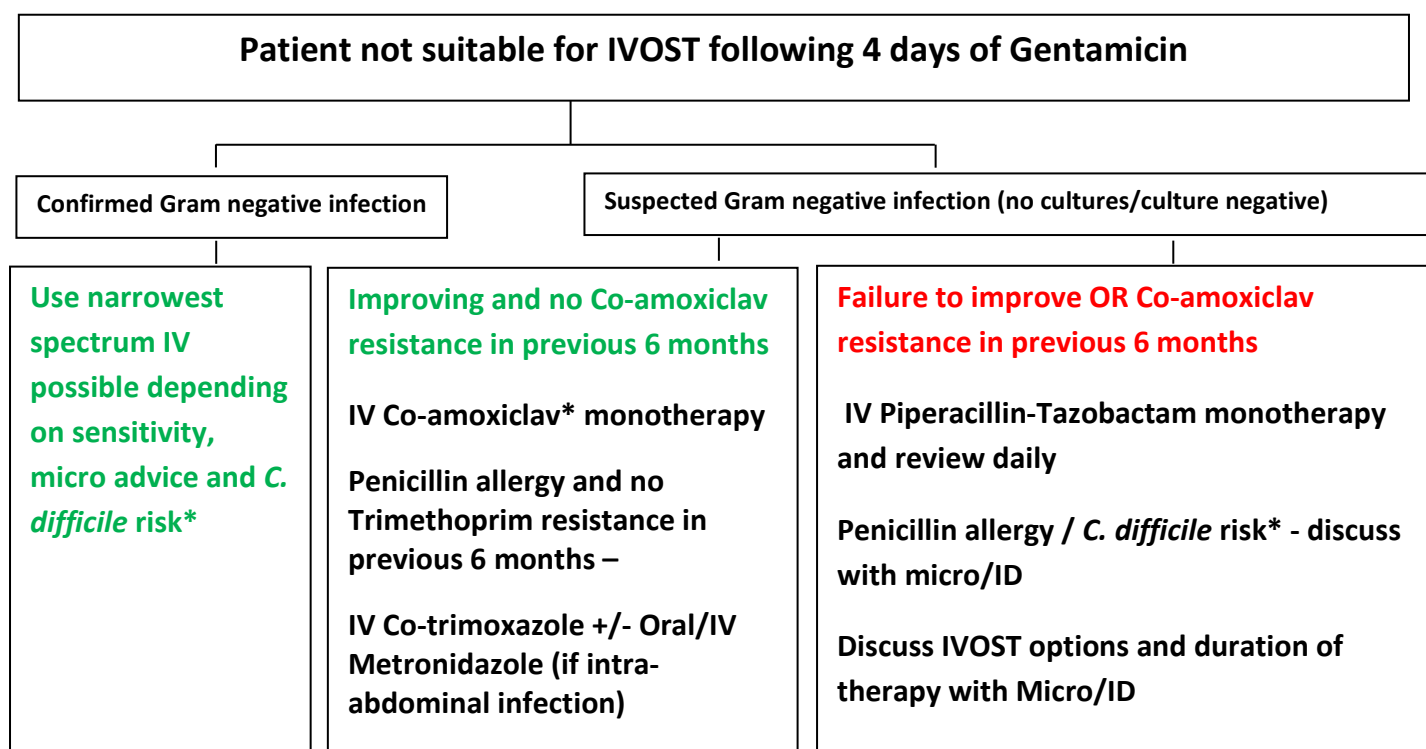 Patient not suitable for IVOST following 4 days of Gentamicin
Confirmed Gram negative infection
Suspected Gram negative infection (no cultures/culture negative)
Use narrowest
spectrum IV
possible depending
on sensitivity,
micro advice and C.
difficile risk*
Improving and no Co-amoxiclav
resistance in previous 6 months
IV Co-amoxiclav* monotherapy
Penicillin allergy and no
Trimethoprim resistance in
previous 6 months –
IV Co-trimoxazole +/- Oral/IV
Metronidazole (if intra-
abdominal infection)
Failure to improve OR Co-amoxiclav
resistance in previous 6 months
IV Piperacillin-Tazobactam monotherapy
and review daily
Penicillin allergy / C. difficile risk* - discuss
with micro/ID
Discuss IVOST options and duration of
therapy with Micro/ID